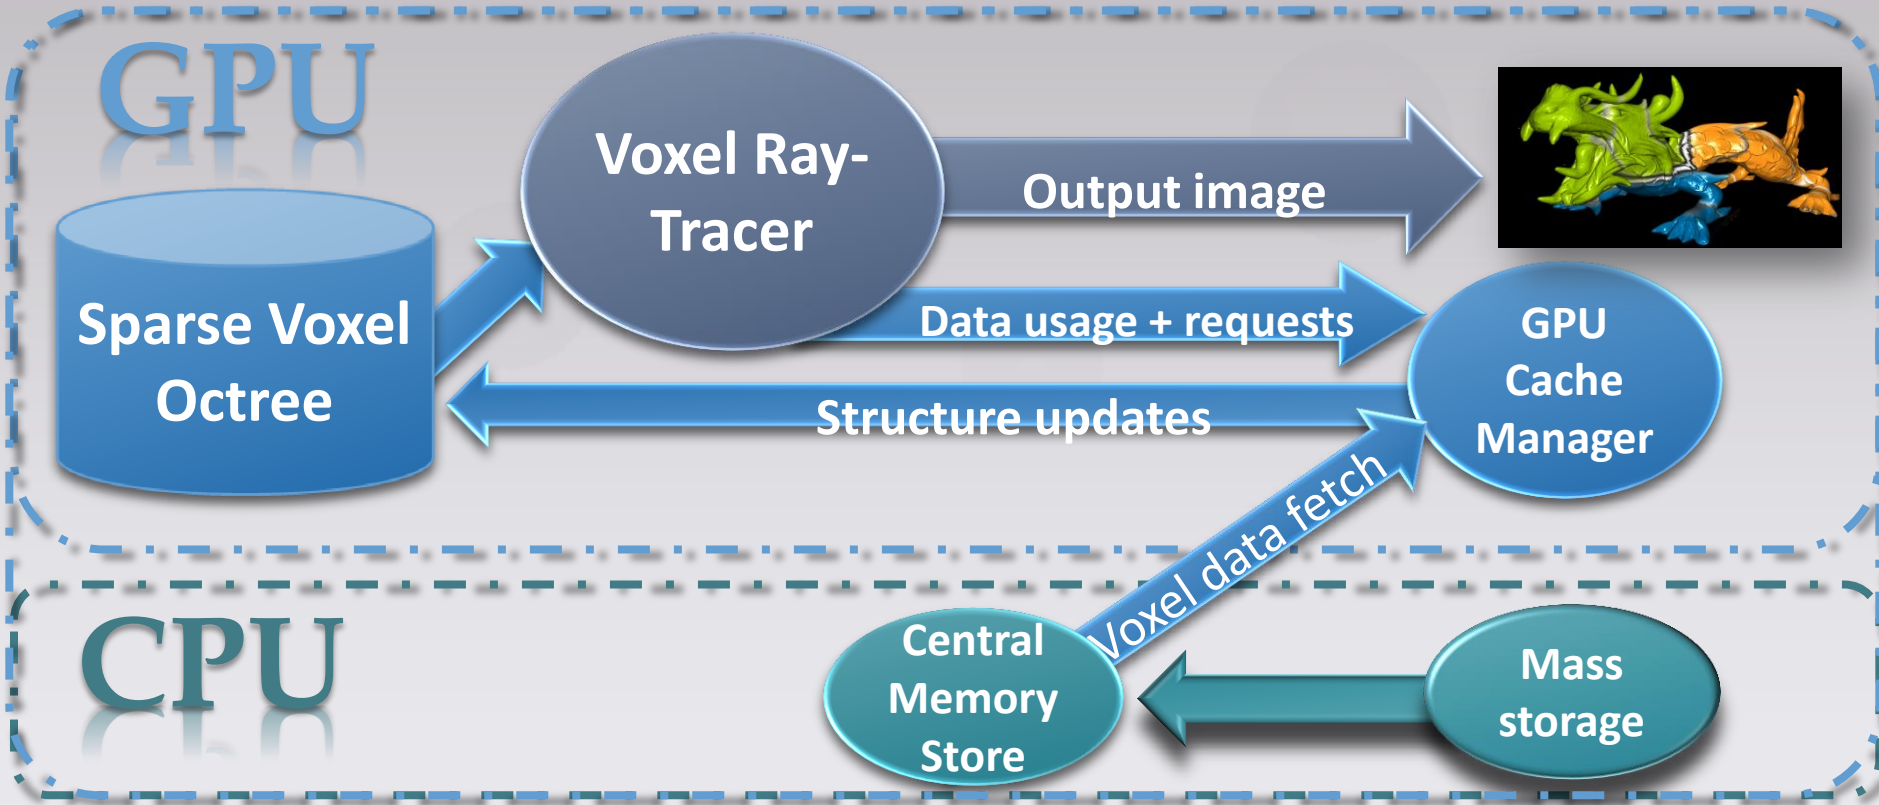 GPU
Voxel Ray-
Tracer
Output image
Sparse Voxel
Octree
Data usage + requests
GPU
Cache
Manager
Structure updates
Voxel data fetch
CPU
Central
Memory
Store
Mass
storage